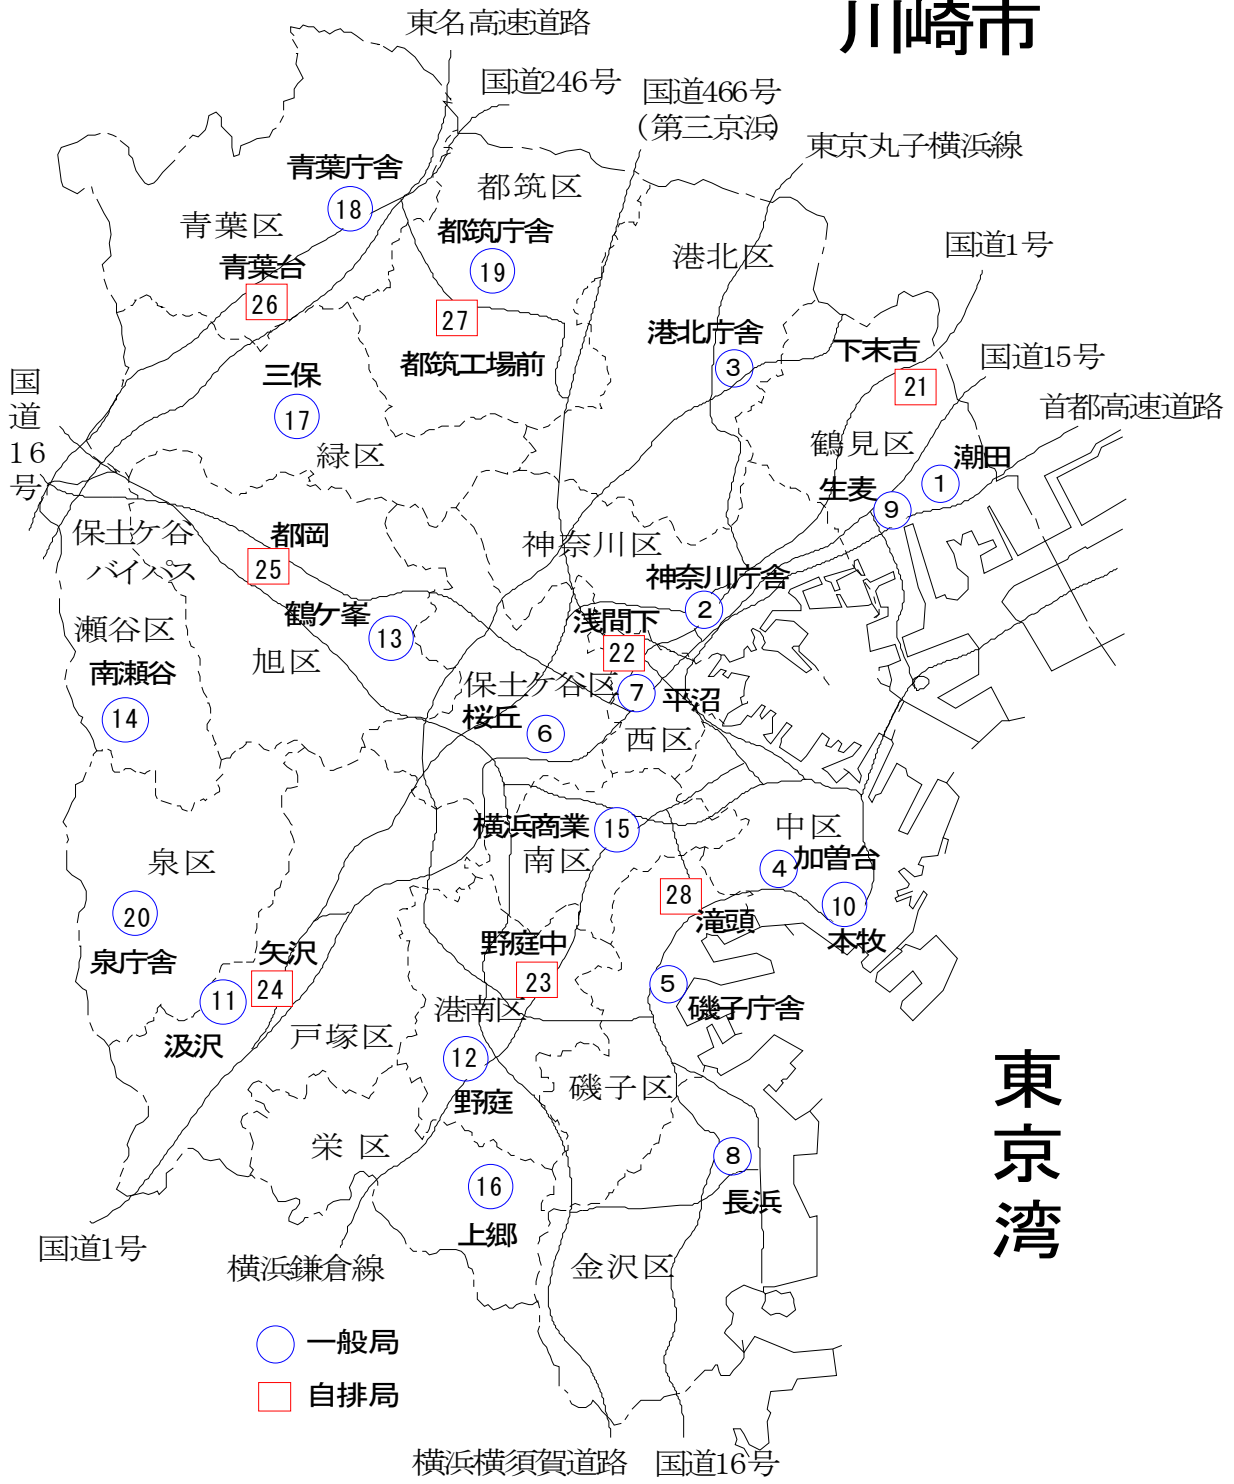 川崎市
東名高速道路
国道246号
国道466号
（第三京浜）
東京丸子横浜線
青葉庁舎
18
都筑区
青葉区
都筑庁舎
19
港北区
国道1号
青葉台
26
27
港北庁舎
3
下末吉
21
国道15号
都筑工場前
三保
17
国道16号
首都高速道路
緑区
鶴見区
潮田
1
生麦
9
保土ケ谷
バイパス
都岡
25
神奈川区
神奈川庁舎
2
鶴ケ峯
13
浅間下
22
瀬谷区
南瀬谷
14
旭区
保土ケ谷区
7
平沼
桜丘
6
西区
横浜商業
15
中区
南区
泉区
4
加曽台
28
滝頭
10
本牧
20
泉庁舎
野庭中
23
矢沢
24
11
汲沢
5
磯子庁舎
港南区
戸塚区
12
野庭
磯子区
東京湾
栄区
8
長浜
16
上郷
国道1号
横浜鎌倉線
金沢区
一般局
自排局
横浜横須賀道路
国道16号